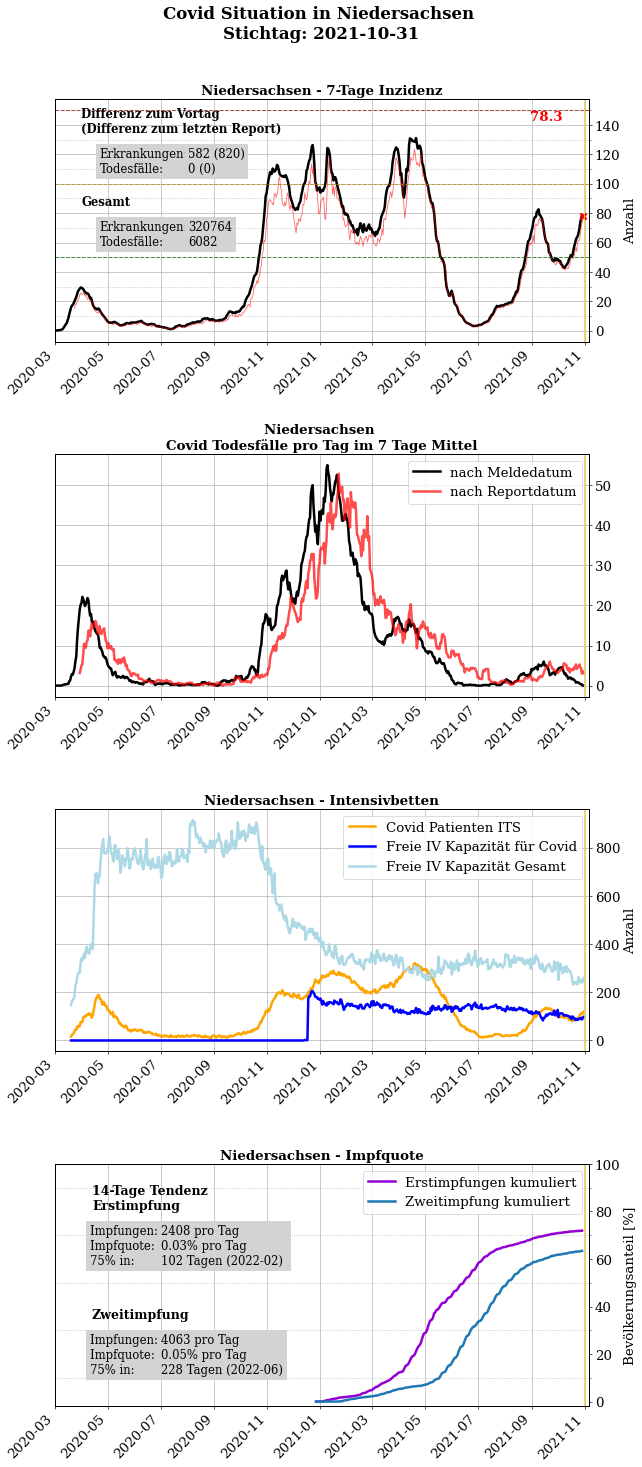 Covid Situation in Niedersachsen
Stichtag: 2021-10-31
Niedersachsen - 7-Tage Inzidenz
Differenz zum Vortag
(Differenz zum letzten Report)
Erkrankungen 582 (820)
Todesfälle: 0 (0)
Gesamt
Erkrankungen 320764
Todesfälle: 6082
78.3
140
120
100
80
60
40
20
0
Anzahl
2020-03
2020-05
2020-07
2020-09
2020-11
2021-01
2021-03
2021-05
2021-07
2021-09
2021-11
Niedersachsen
Covid Todesfälle pro Tag im 7 Tage Mittel
nach Meldedatum
nach Reportdatum
50
40
30
20
10
0
2020-03
2020-05
2020-07
2020-09
2020-11
2021-01
2021-03
2021-05
2021-07
2021-09
2021-11
Niedersachsen - Intensivbetten
Covid Patienten ITS
Freie IV Kapazität für Covid
Freie IV Kapazität Gesamt
800
600
400
200
0
Anzahl
2020-03
2020-05
2020-07
2020-09
2020-11
2021-01
2021-03
2021-05
2021-07
2021-09
2021-11
Niedersachsen - Impfquote
14-Tage Tendenz
Erstimpfung
Impfungen: 2408 pro Tag
Impfquote: 0.03% pro Tag
75% in: 102 Tagen (2022-02)
Zweitimpfung
Impfungen: 4063 pro Tag
Impfquote: 0.05% pro Tag
75% in: 228 Tagen (2022-06)
Erstimpfungen kumuliert
Zweitimpfung kumuliert
100
80
60
40
20
0
Bevölkerungsanteil [%]
2020-03
2020-05
2020-07
2020-09
2020-11
2021-01
2021-03
2021-05
2021-07
2021-09
2021-11